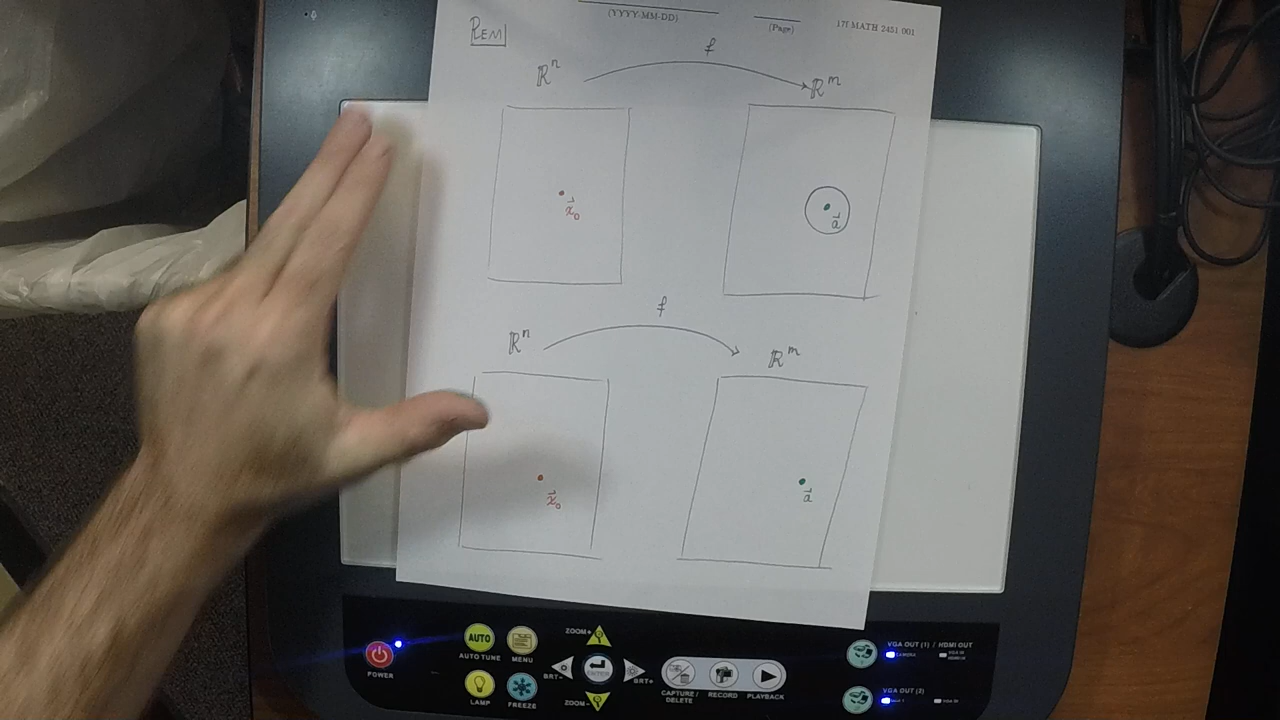 (YYYY-MM-DD)
(Page)
17f MATH 2451 001
REM
ℝⁿ f ℝᵐ
x⃗₀ a⃗
f
ℝⁿ ℝᵐ
x⃗₀ a⃗
POWER
AUTO
AUTO TUNE
MENU
LAMP
FREEZE
ZOOM+
BRT-
BRT+
ZOOM-
CAPTURE / DELETE
RECORD
PLAYBACK
VGA OUT (1) / HDMI OUT
CAMERA
VGA OUT (2)